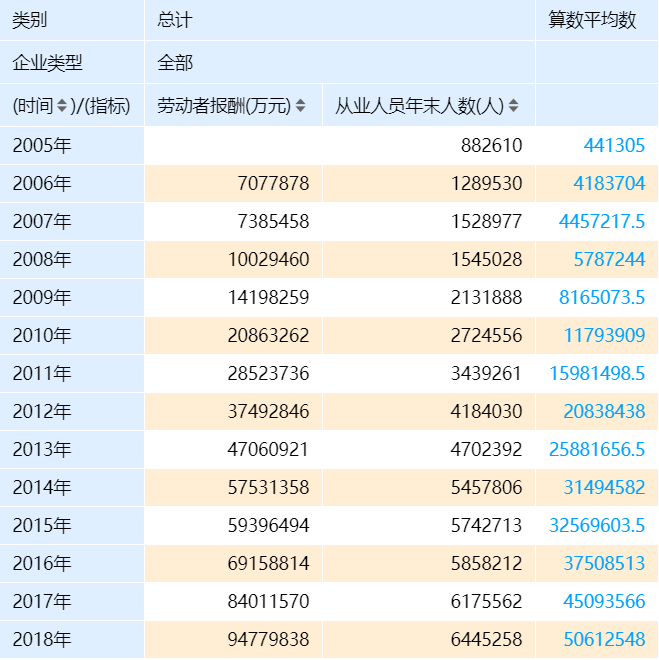 类别 总计 算数平均数
企业类型 全部
(时间)/(指标) 劳动者报酬(万元) 从业人员年末人数(人)
2005年 882610 441305
2006年 7077878 1289530 4183704
2007年 7385458 1528977 4457217.5
2008年 10029460 1545028 5787244
2009年 14198259 2131888 8165073.5
2010年 20863262 2724556 11793909
2011年 28523736 3439261 15981498.5
2012年 37492846 4184030 20838438
2013年 47060921 4702392 25881656.5
2014年 57531358 5457806 31494582
2015年 59396494 5742713 32569603.5
2016年 69158814 5858212 37508513
2017年 84011570 6175562 45093566
2018年 94779838 6445258 50612548